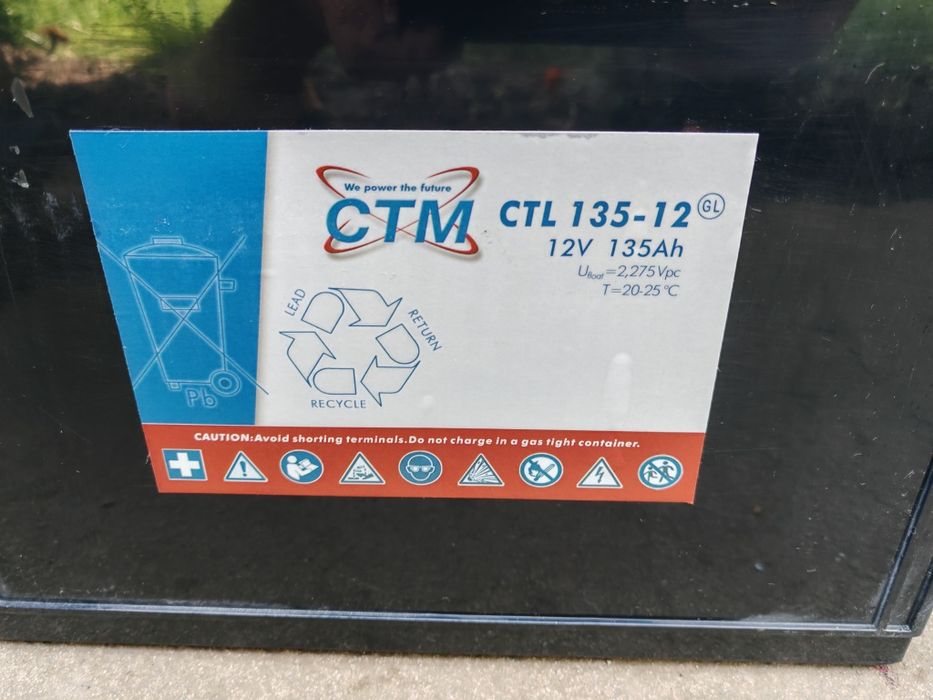 We power the future
CTM
CTL 135-12 GL
12V 135Ah
Ufloat=2,275Vpc
T=20-25 °C
LEAD
RETURN
RECYCLE
Pb
CAUTION:Avoid shorting terminals.Do not charge in a gas tight container.